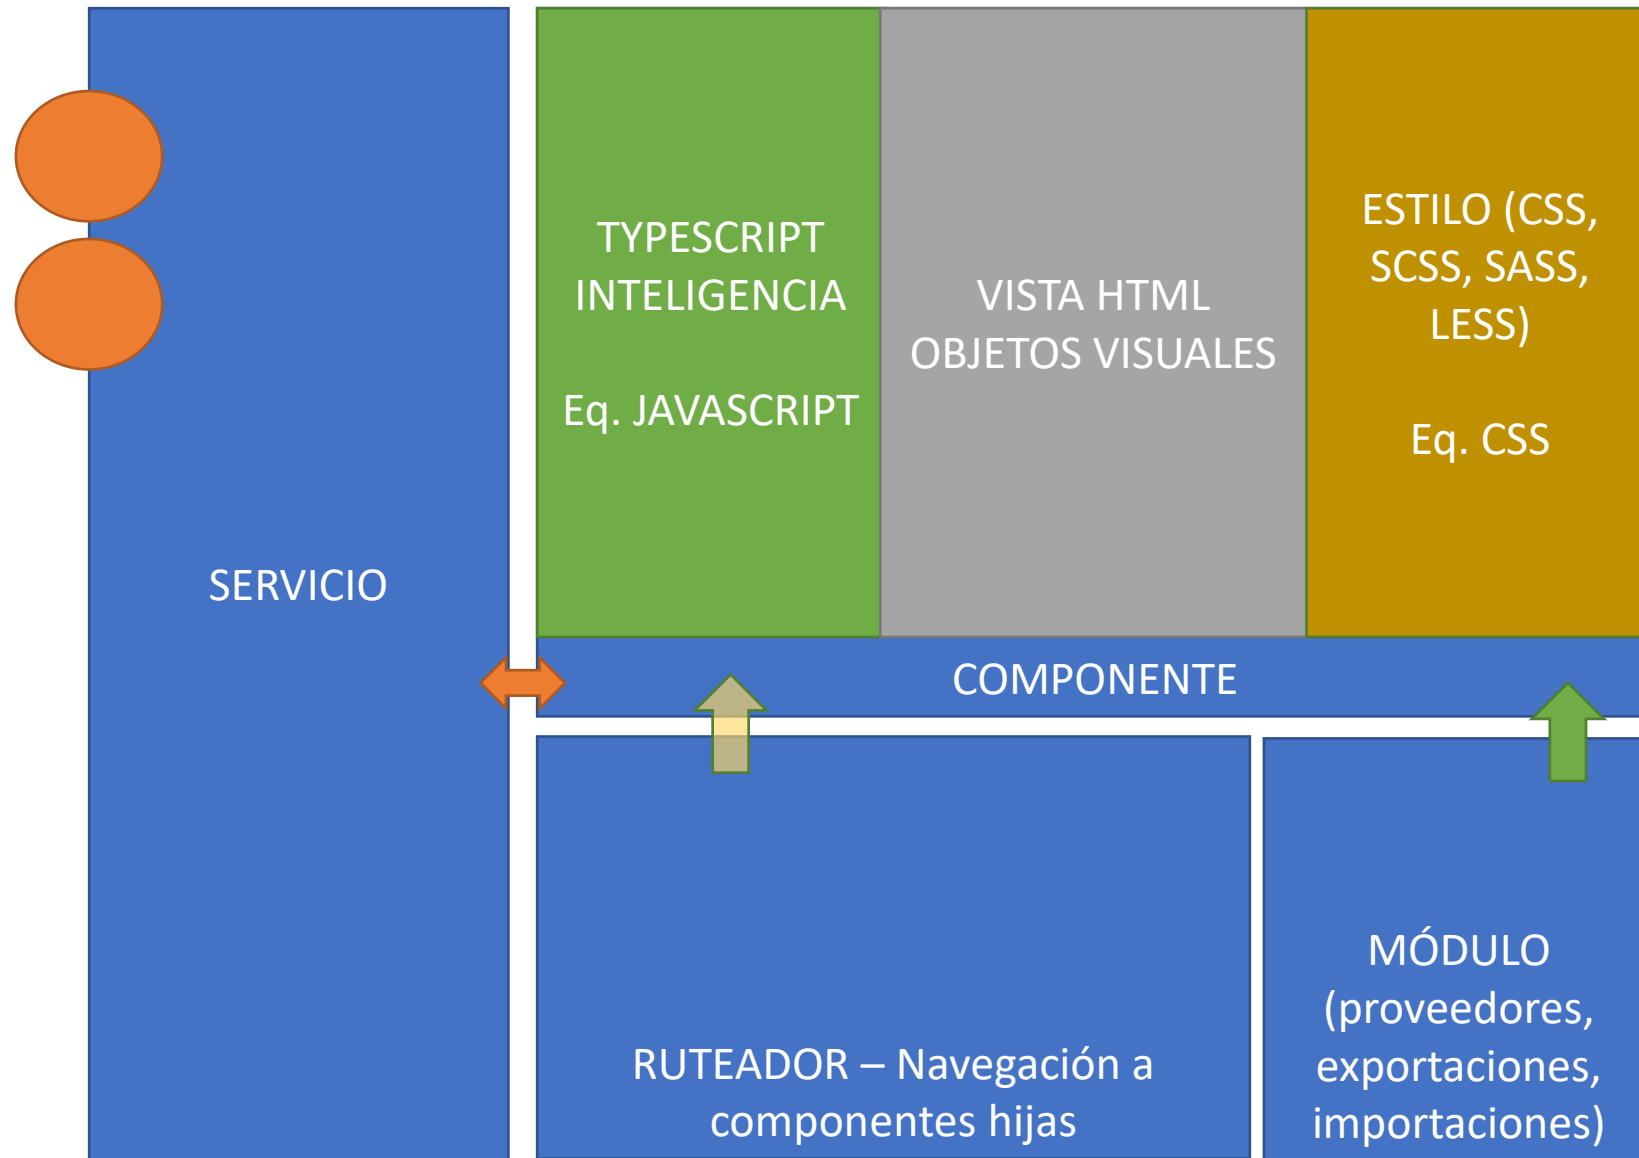 SERVICIO
TYPESCRIPT
INTELIGENCIA
Eq. JAVASCRIPT
VISTA HTML
OBJETOS VISUALES
ESTILO (CSS,
SCSS, SASS,
LESS)
Eq. CSS
COMPONENTE
RUTEADOR – Navegación a
componentes hijas
MÓDULO
(proveedores,
exportaciones,
importaciones)